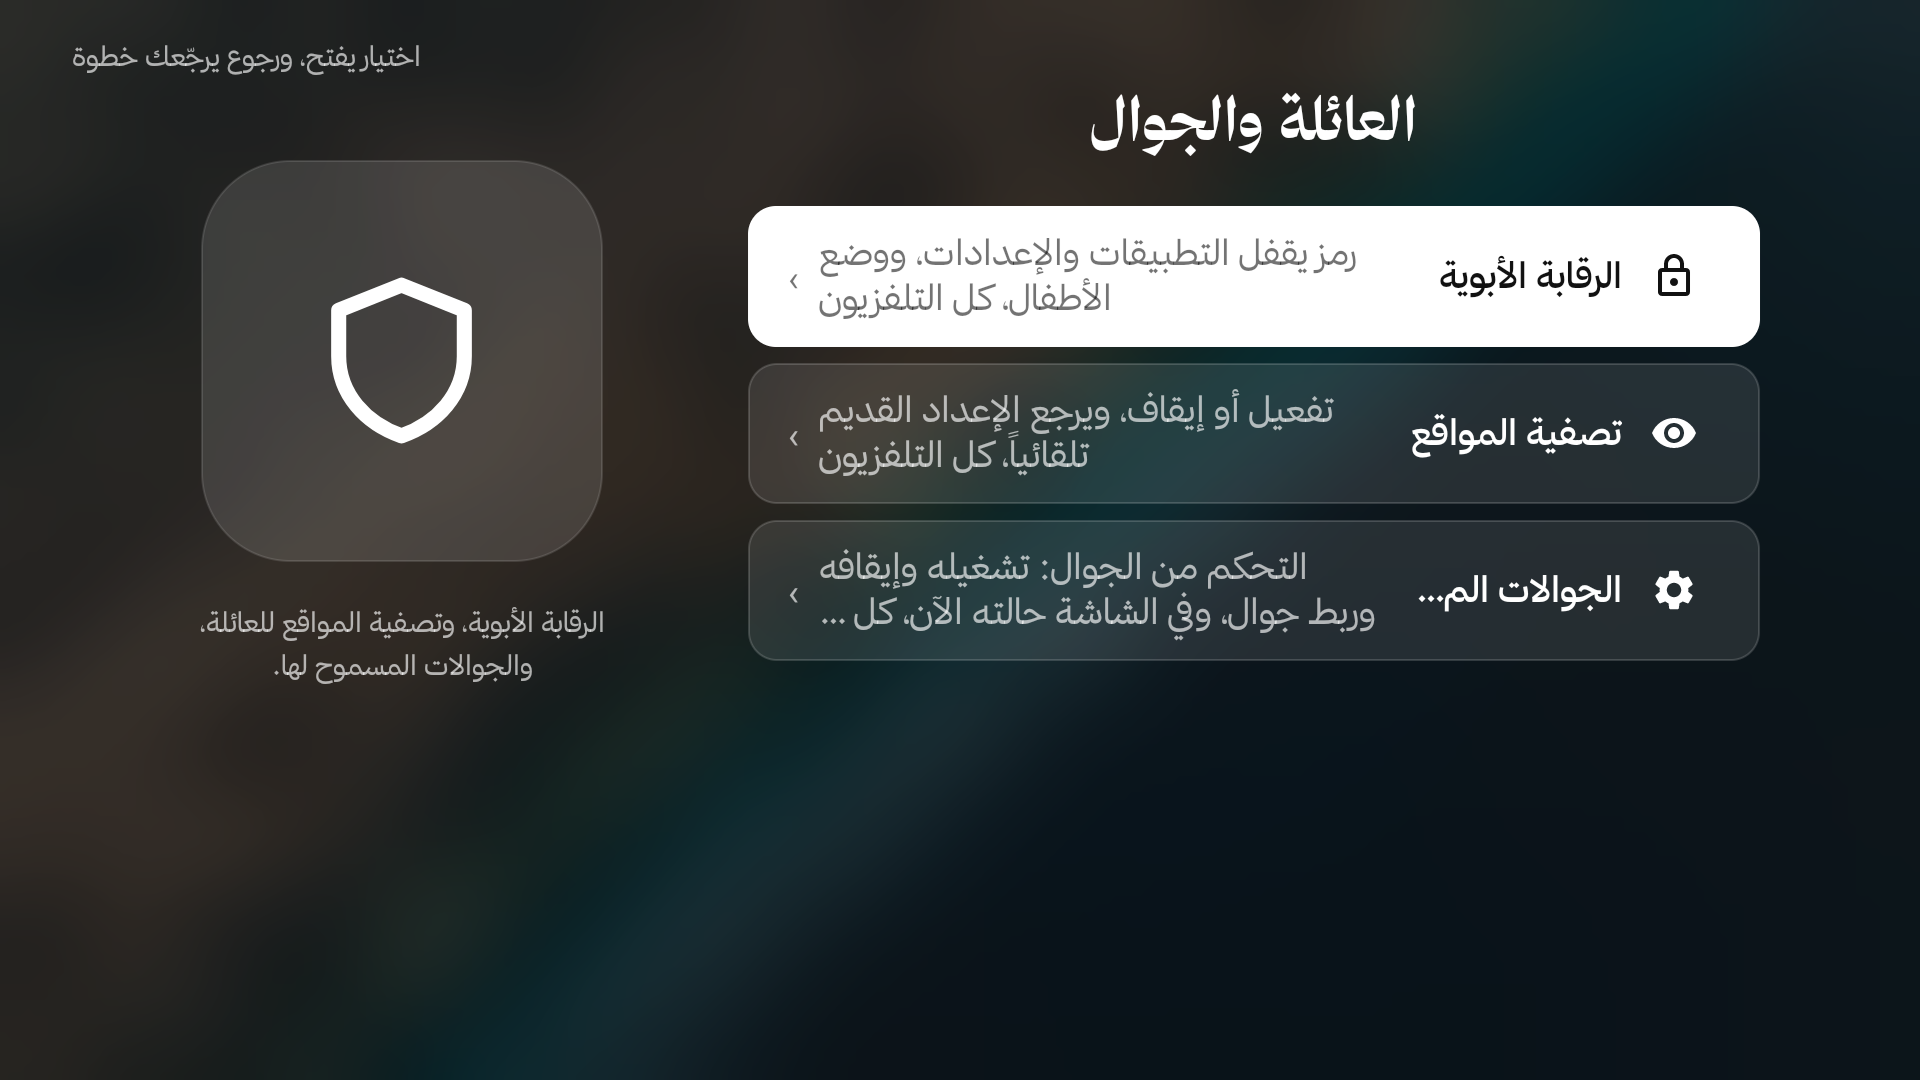 اختيار يفتح، ورجوع يرجّعك خطوة
العائلة والجوال
الرقابة الأبوية
رمز يقفل التطبيقات والإعدادات، ووضع
الأطفال، كل التلفزيون
تصفية المواقع
تفعيل أو إيقاف، ويرجع الإعداد القديم
تلقائياً، كل التلفزيون
الجوالات الم...
التحكم من الجوال: تشغيله وإيقافه
وربط جوال، وفي الشاشة حالته الآن، كل ...
الرقابة الأبوية، وتصفية المواقع للعائلة،
والجوالات المسموح لها.